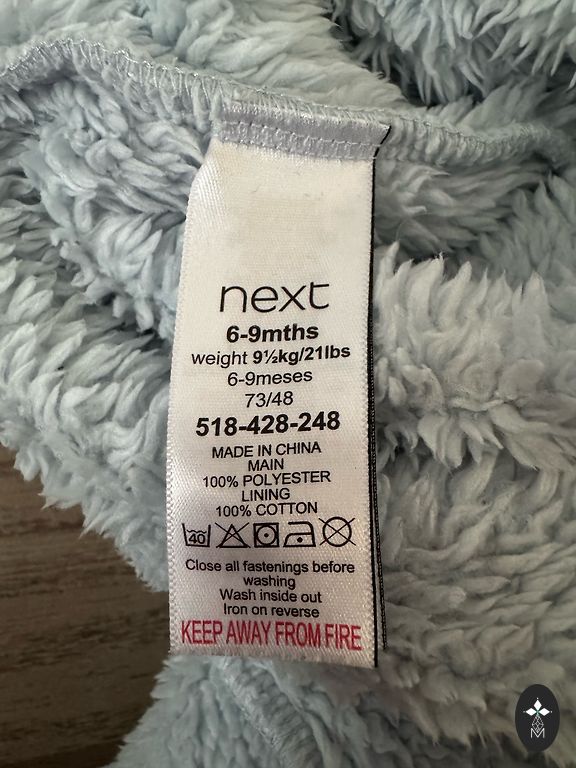 next
6-9mths
weight 9½kg/21lbs
6-9meses
73/48
518-428-248
MADE IN CHINA
MAIN
100% POLYESTER
LINING
100% COTTON
40
Close all fastenings before
washing
Wash inside out
Iron on reverse
KEEP AWAY FROM FIRE
M